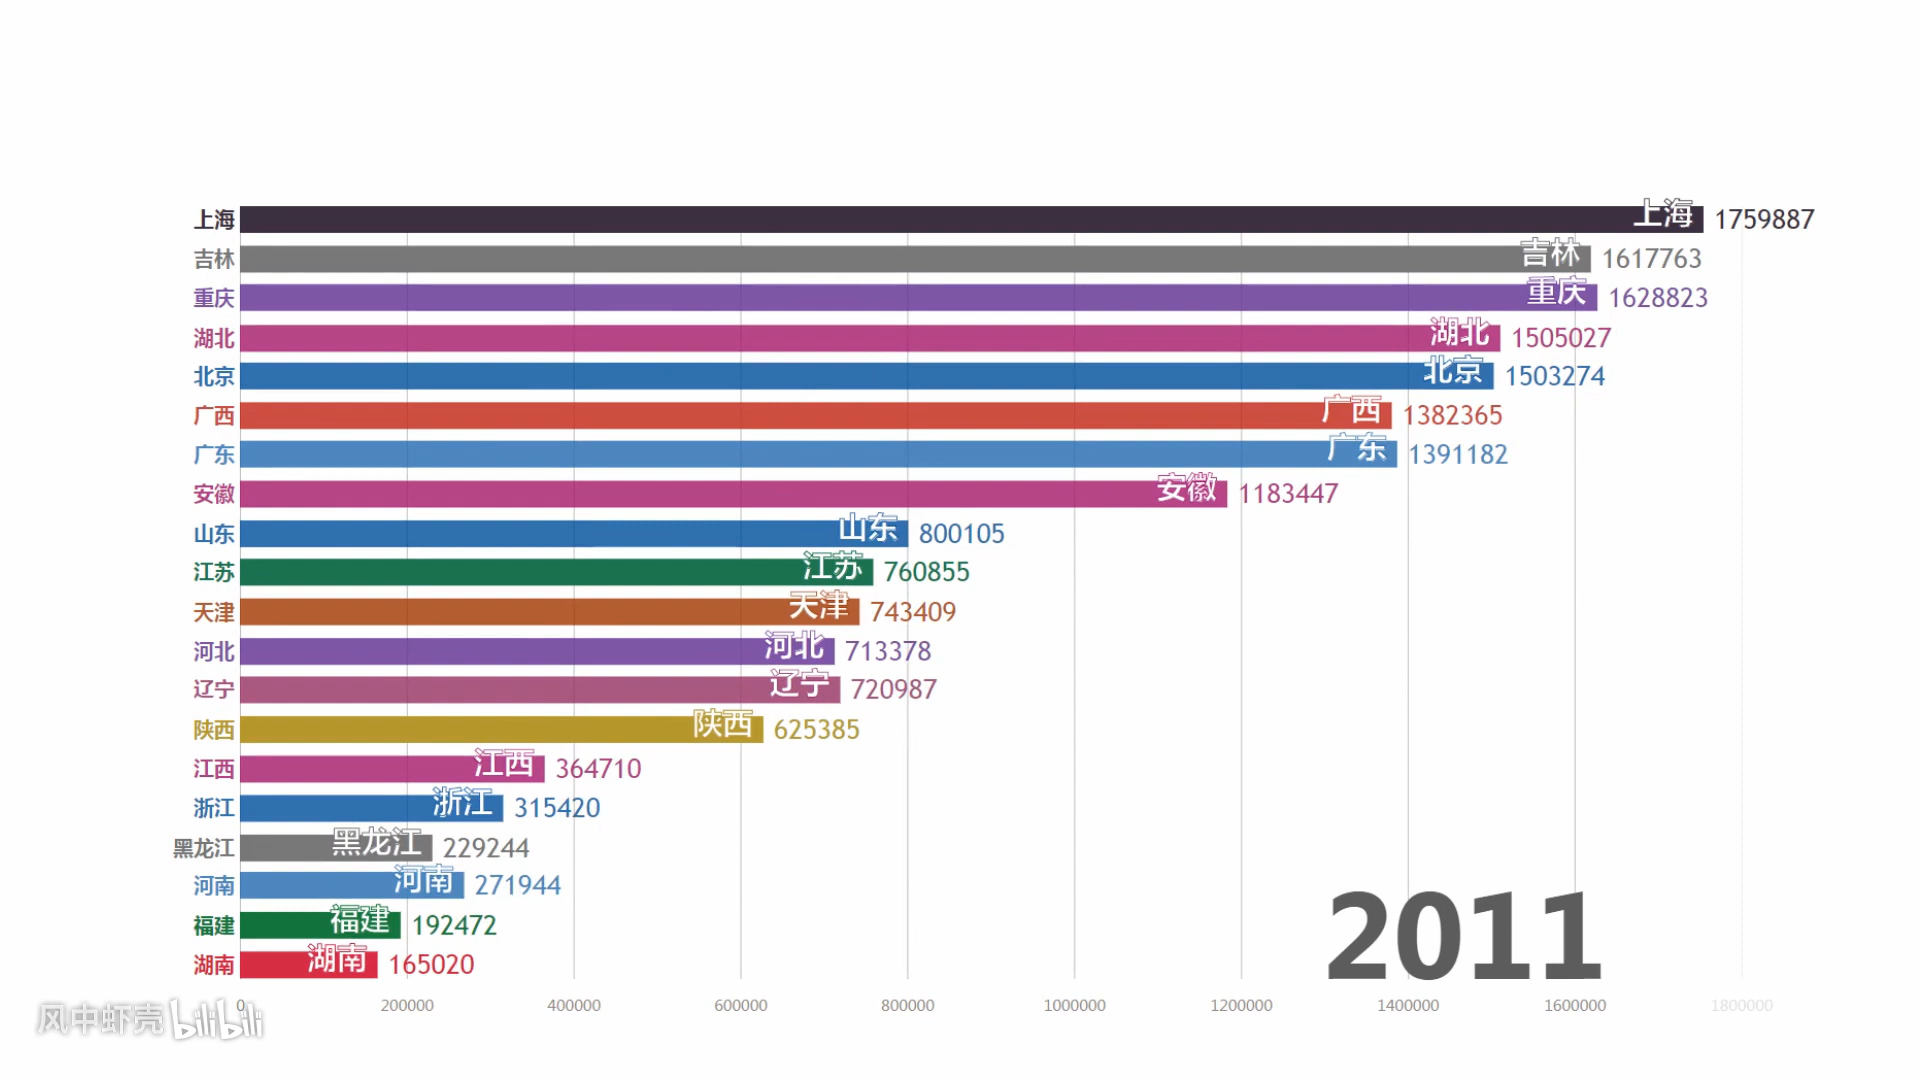 上海 上海 1759887
吉林 吉林 1617763
重庆 重庆 1628823
湖北 湖北 1505027
北京 北京 1503274
广西 广西 1382365
广东 广东 1391182
安徽 安徽 1183447
山东 山东 800105
江苏 江苏 760855
天津 天津 743409
河北 河北 713378
辽宁 辽宁 720987
陕西 陕西 625385
江西 江西 364710
浙江 浙江 315420
黑龙江 黑龙江 229244
河南 河南 271944
福建 福建 192472
湖南 湖南 165020
2011
0 200000 400000 600000 800000 1000000 1200000 1400000 1600000 1800000
风中虾壳 bilibili